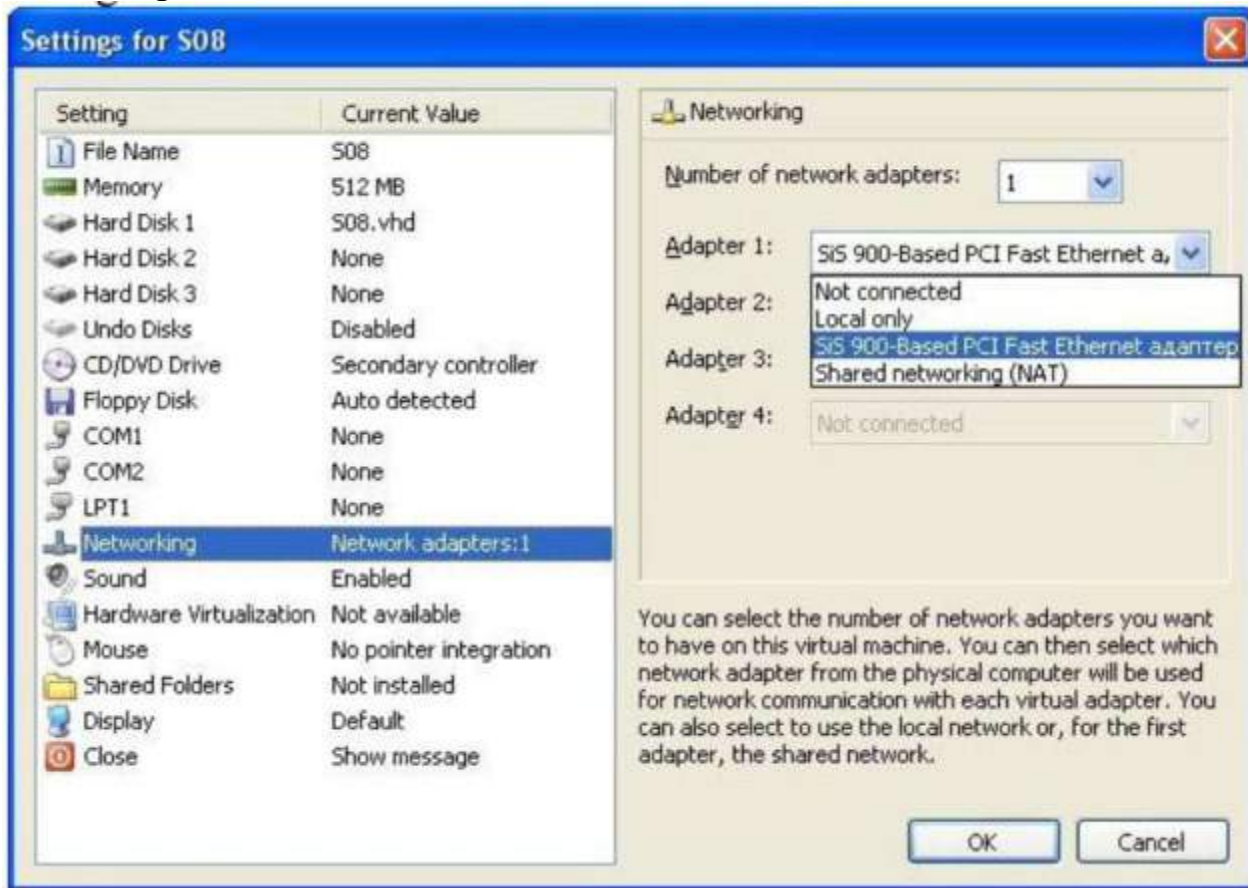 Settings for S08
Setting Current Value
File Name S08
Memory 512 MB
Hard Disk 1 S08.vhd
Hard Disk 2 None
Hard Disk 3 None
Undo Disks Disabled
CD/DVD Drive Secondary controller
Floppy Disk Auto detected
COM1 None
COM2 None
LPT1 None
Networking Network adapters:1
Sound Enabled
Hardware Virtualization Not available
Mouse No pointer integration
Shared Folders Not installed
Display Default
Close Show message
Networking
Number of network adapters: 1
Adapter 1: SiS 900-Based PCI Fast Ethernet а,
Not connected
Adapter 2:
Local only
SiS 900-Based PCI Fast Ethernet адаптер
Adapter 3:
Shared networking (NAT)
Adapter 4: Not connected
You can select the number of network adapters you want
to have on this virtual machine. You can then select which
network adapter from the physical computer will be used
for network communication with each virtual adapter. You
can also select to use the local network or, for the first
adapter, the shared network.
OK Cancel